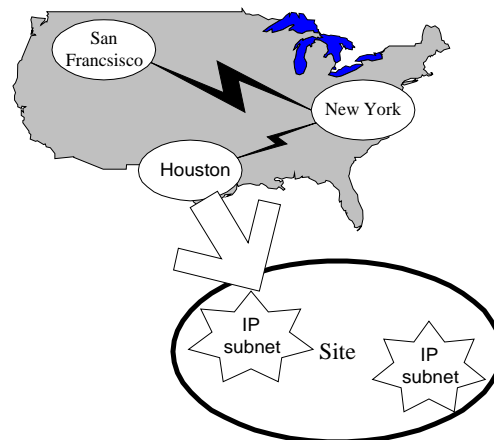 San
Francsisco
New York
Houston
IP
subnet
Site
IP
subnet